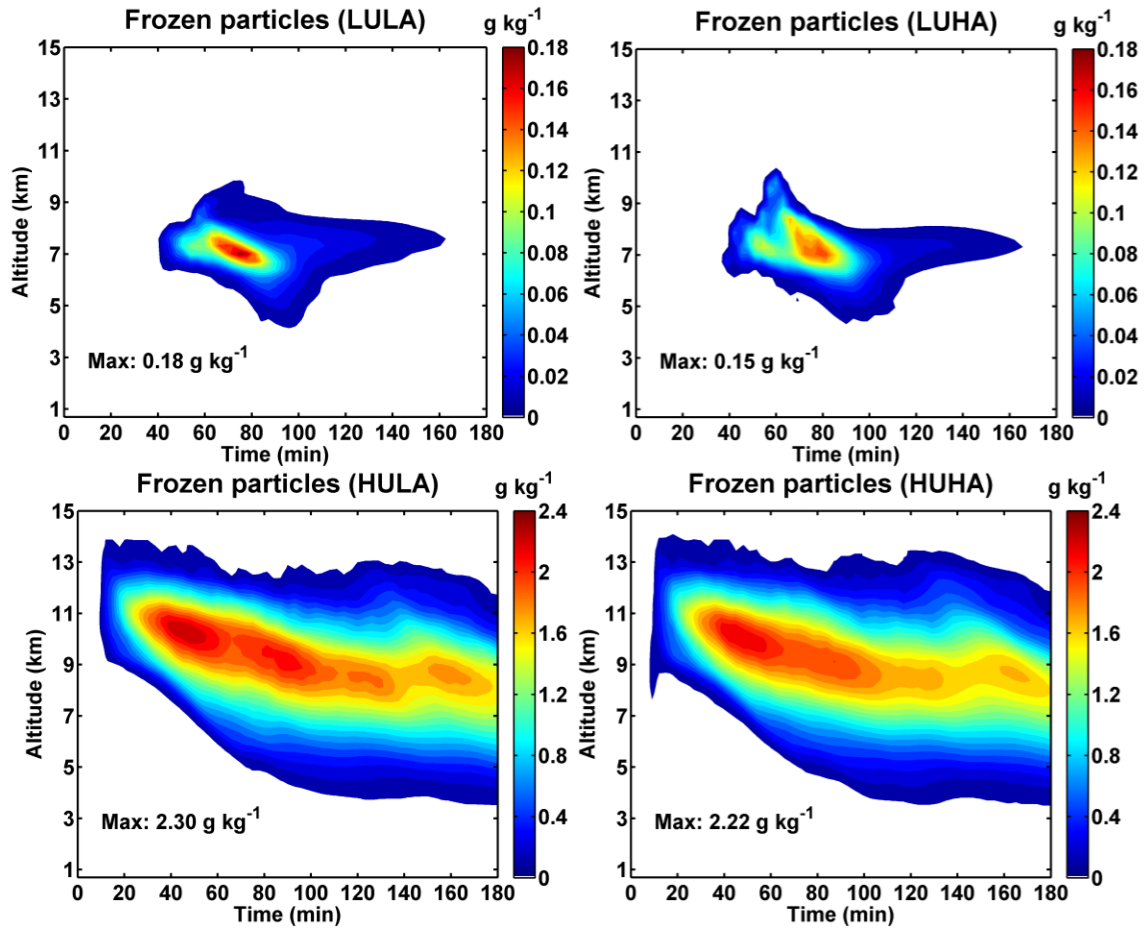 Frozen particles (LULA)
g kg⁻¹
15
13
11
9
7
5
3
1
Altitude (km)
Max: 0.18 g kg⁻¹
0 20 40 60 80 100 120 140 160 180
Time (min)
0.18
0.16
0.14
0.12
0.1
0.08
0.06
0.04
0.02
0
Frozen particles (LUHA)
g kg⁻¹
15
13
11
9
7
5
3
1
Altitude (km)
Max: 0.15 g kg⁻¹
0 20 40 60 80 100 120 140 160 180
Time (min)
0.18
0.16
0.14
0.12
0.1
0.08
0.06
0.04
0.02
0
Frozen particles (HULA)
g kg⁻¹
15
13
11
9
7
5
3
1
Altitude (km)
Max: 2.30 g kg⁻¹
0 20 40 60 80 100 120 140 160 180
Time (min)
2.4
2
1.6
1.2
0.8
0.4
0
Frozen particles (HUHA)
g kg⁻¹
15
13
11
9
7
5
3
1
Altitude (km)
Max: 2.22 g kg⁻¹
0 20 40 60 80 100 120 140 160 180
Time (min)
2.4
2
1.6
1.2
0.8
0.4
0